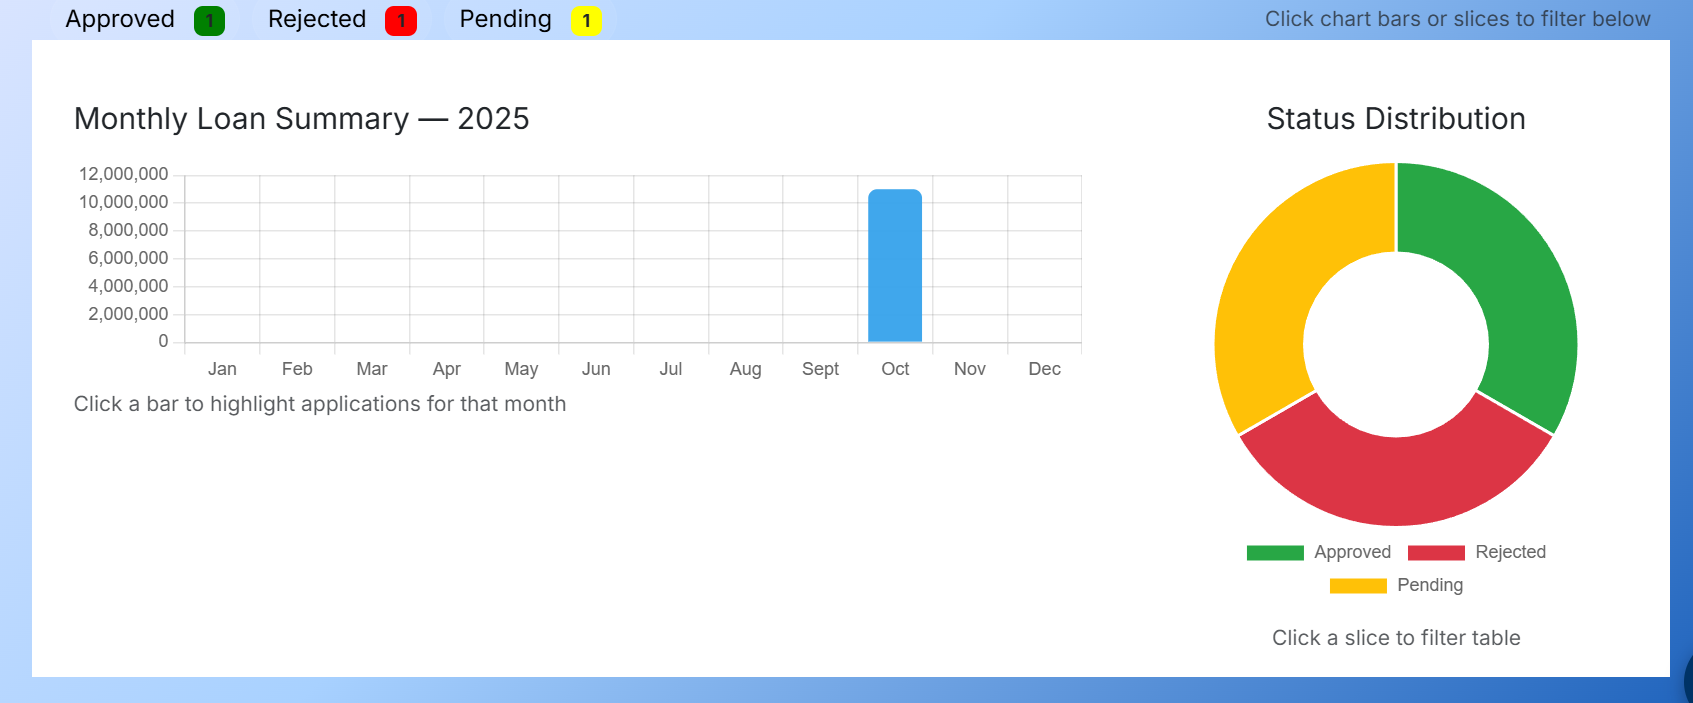 Approved 1 Rejected 1 Pending 1 Click chart bars or slices to filter below
Monthly Loan Summary — 2025
12,000,000
10,000,000
8,000,000
6,000,000
4,000,000
2,000,000
0
Jan Feb Mar Apr May Jun Jul Aug Sept Oct Nov Dec
Click a bar to highlight applications for that month
Status Distribution
Approved Rejected
Pending
Click a slice to filter table